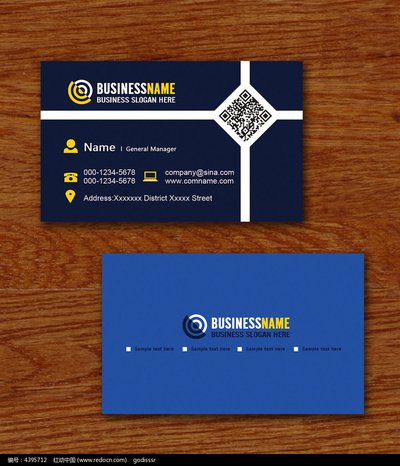 BUSINESSNAME
BUSINESS SLOGAN HERE
Name | General Manager
000-1234-5678
000-1234-5678
company@sina.com
www.comname.com
Address:Xxxxxxx District Xxxxx Street
BUSINESSNAME
BUSINESS SLOGAN HERE
Sample text here Sample text here Sample text here Sample text here
编号:4395712 红动中国 (www.redocn.com) godisssr